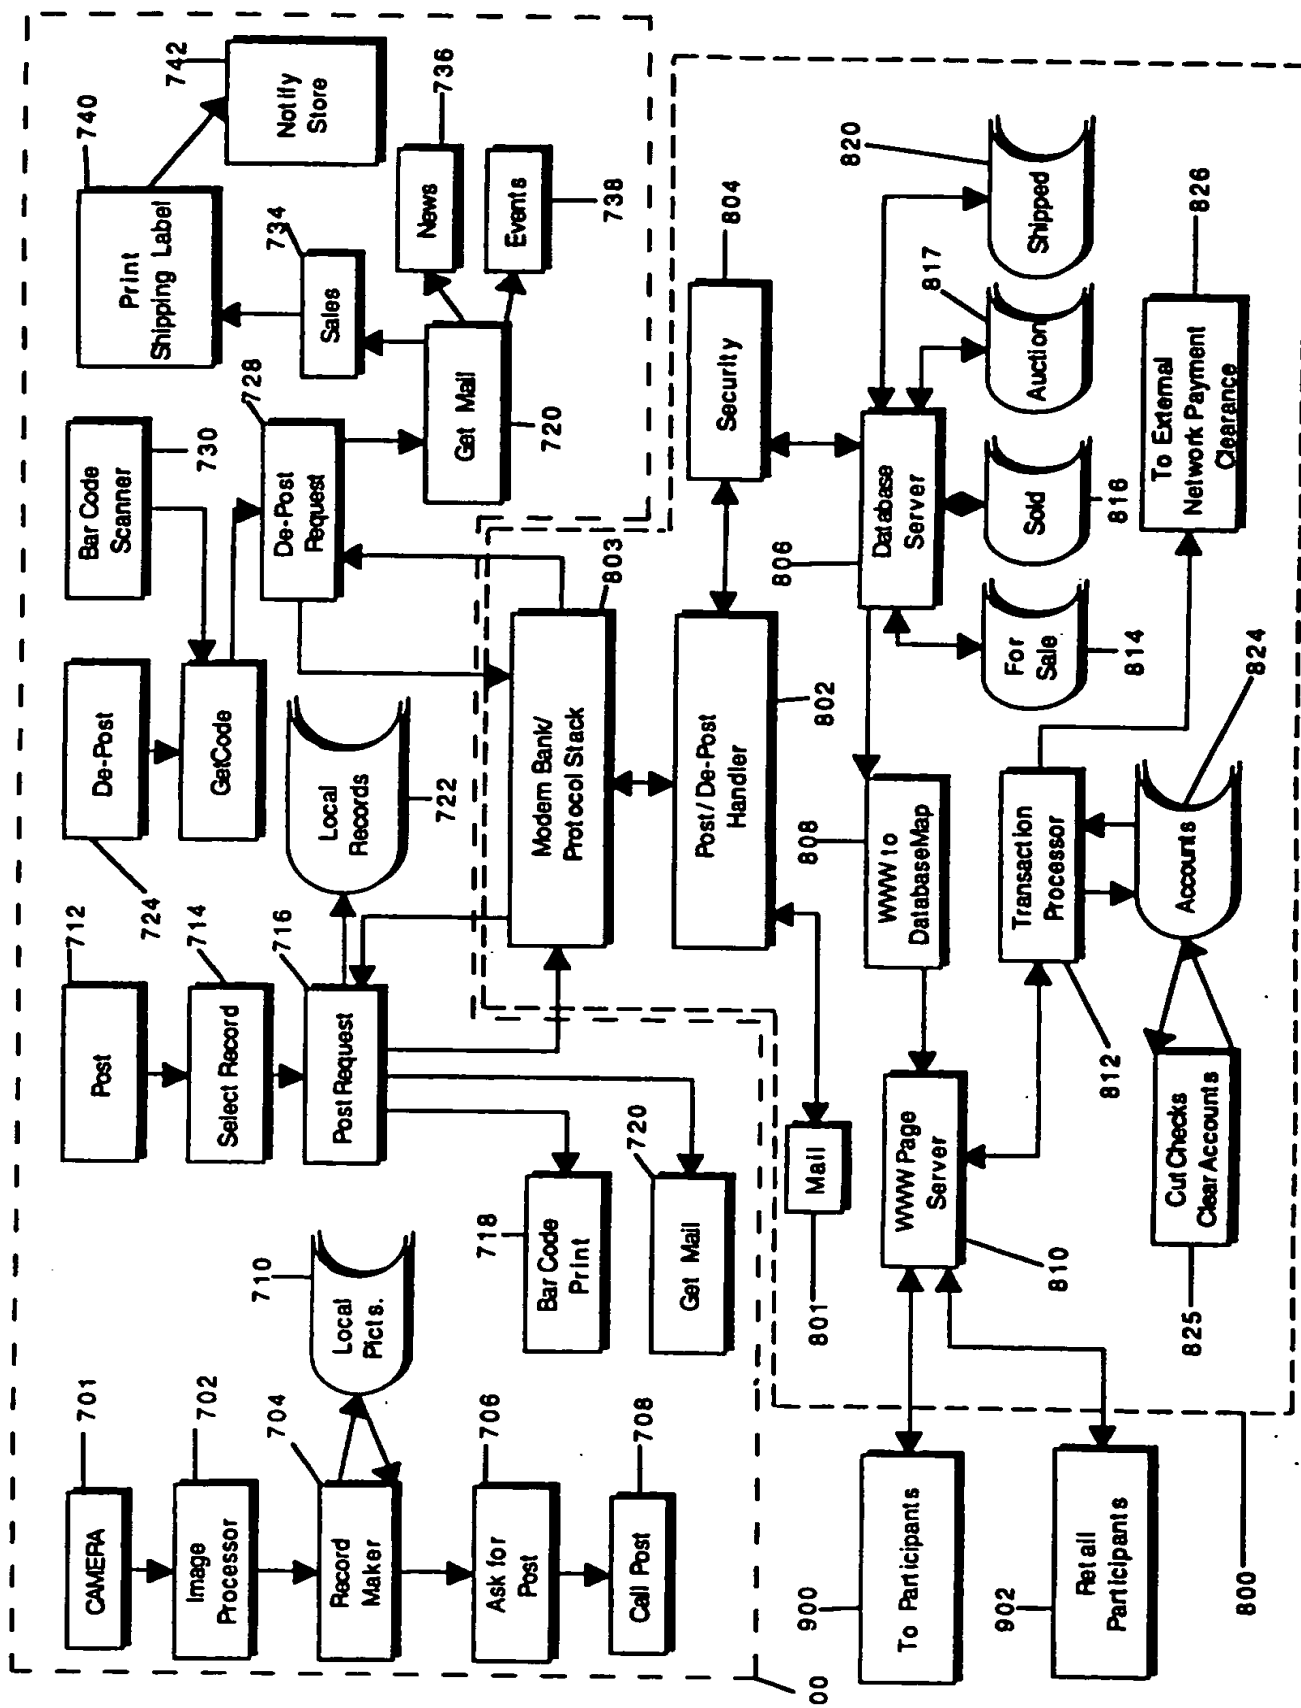 CAMERA
701
Image
Processor
702
Record
Maker
704
Local
Picts.
710
Ask for
Post
706
Call Post
708
Post
712
Select Record
714
Post Request
716
Bar Code
Print
718
Get Mail
720
Local
Records
722
De-Post
724
GetCode
Bar Code
Scanner
730
De-Post
Request
728
Get Mail
720
Sales
734
News
736
Events
738
Print
Shipping Label
740
Notify
Store
742
00
Modem Bank/
Protocol Stack
803
Post/De-Post
Handler
802
Mail
801
Security
804
Database
Server
806
WWW to
DatabaseMap
808
WWW Page
Server
810
Transaction
Processor
812
For
Sale
814
Sold
816
Auction
817
Shipped
820
Accounts
824
Cut Checks
Clear Accounts
825
To External
Network Payment
Clearance
826
To Participants
900
Retail
Participants
902
800